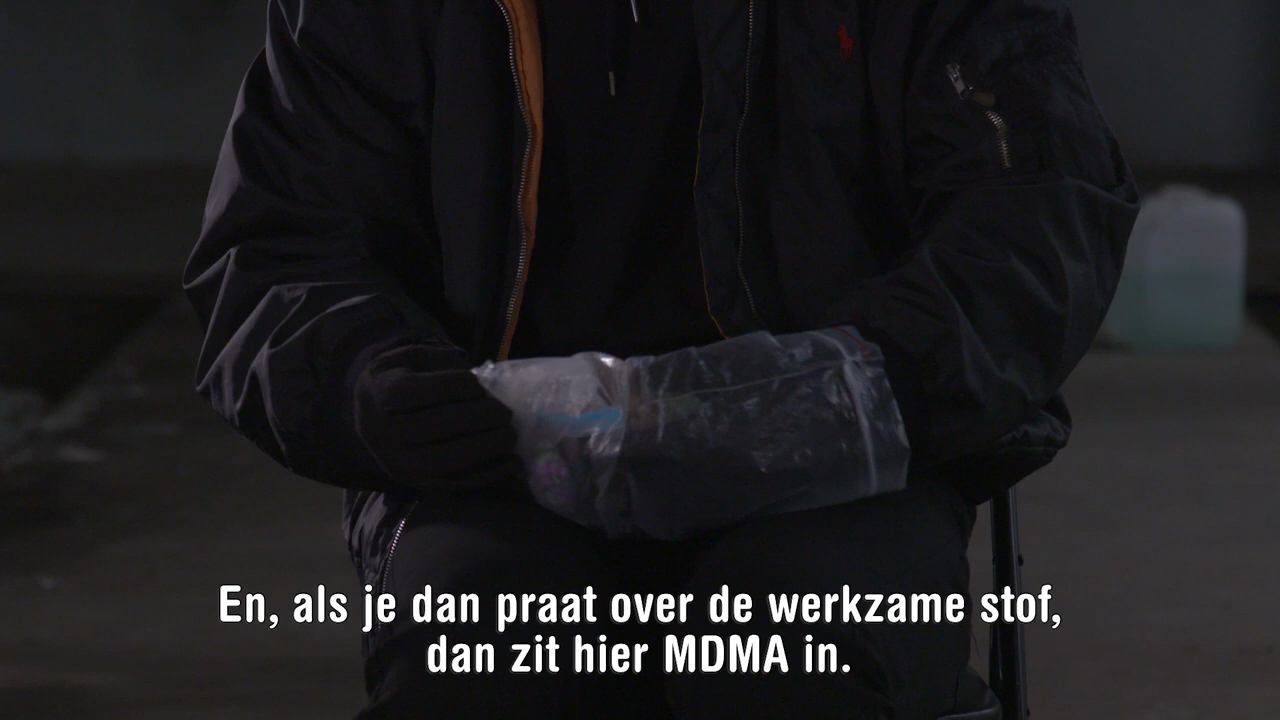 En, als je dan praat over de werkzame stof,
dan zit hier MDMA in.